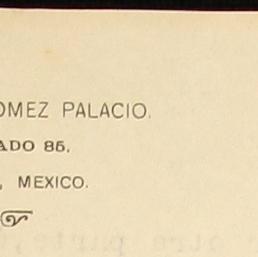 OMEZ PALACIO.
ADO 85,
, MEXICO.